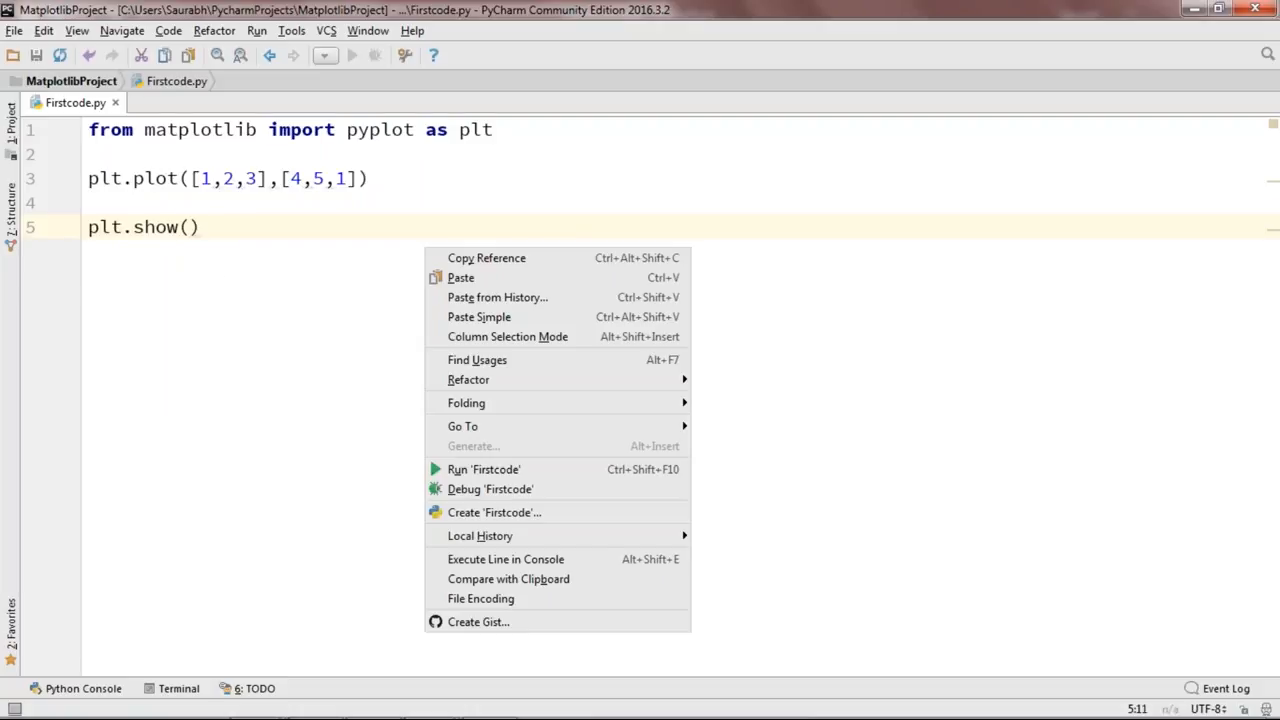 MatplotlibProject - [C:\Users\Saurabh\PycharmProjects\MatplotlibProject] - ...\Firstcode.py - PyCharm Community Edition 2016.3.2
File Edit View Navigate Code Refactor Run Tools VCS Window Help
MatplotlibProject Firstcode.py
Firstcode.py
1: Project
Z: Structure
2: Favorites
1 from matplotlib import pyplot as plt
2
3 plt.plot([1,2,3],[4,5,1])
4
5 plt.show()
Copy Reference Ctrl+Alt+Shift+C
Paste Ctrl+V
Paste from History... Ctrl+Shift+V
Paste Simple Ctrl+Alt+Shift+V
Column Selection Mode Alt+Shift+Insert
Find Usages Alt+F7
Refactor
Folding
Go To
Generate... Alt+Insert
Run 'Firstcode' Ctrl+Shift+F10
Debug 'Firstcode'
Create 'Firstcode'...
Local History
Execute Line in Console Alt+Shift+E
Compare with Clipboard
File Encoding
Create Gist...
Python Console Terminal 6: TODO Event Log
5:11 n/a UTF-8